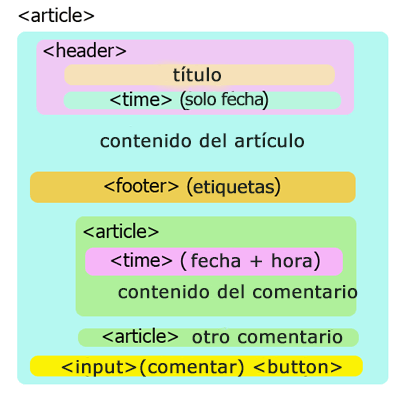 <article>
<header>
título
<time> (solo fecha)
contenido del artículo
<footer> (etiquetas)
<article>
<time> (fecha + hora)
contenido del comentario
<article> otro comentario
<input>(comentar) <button>